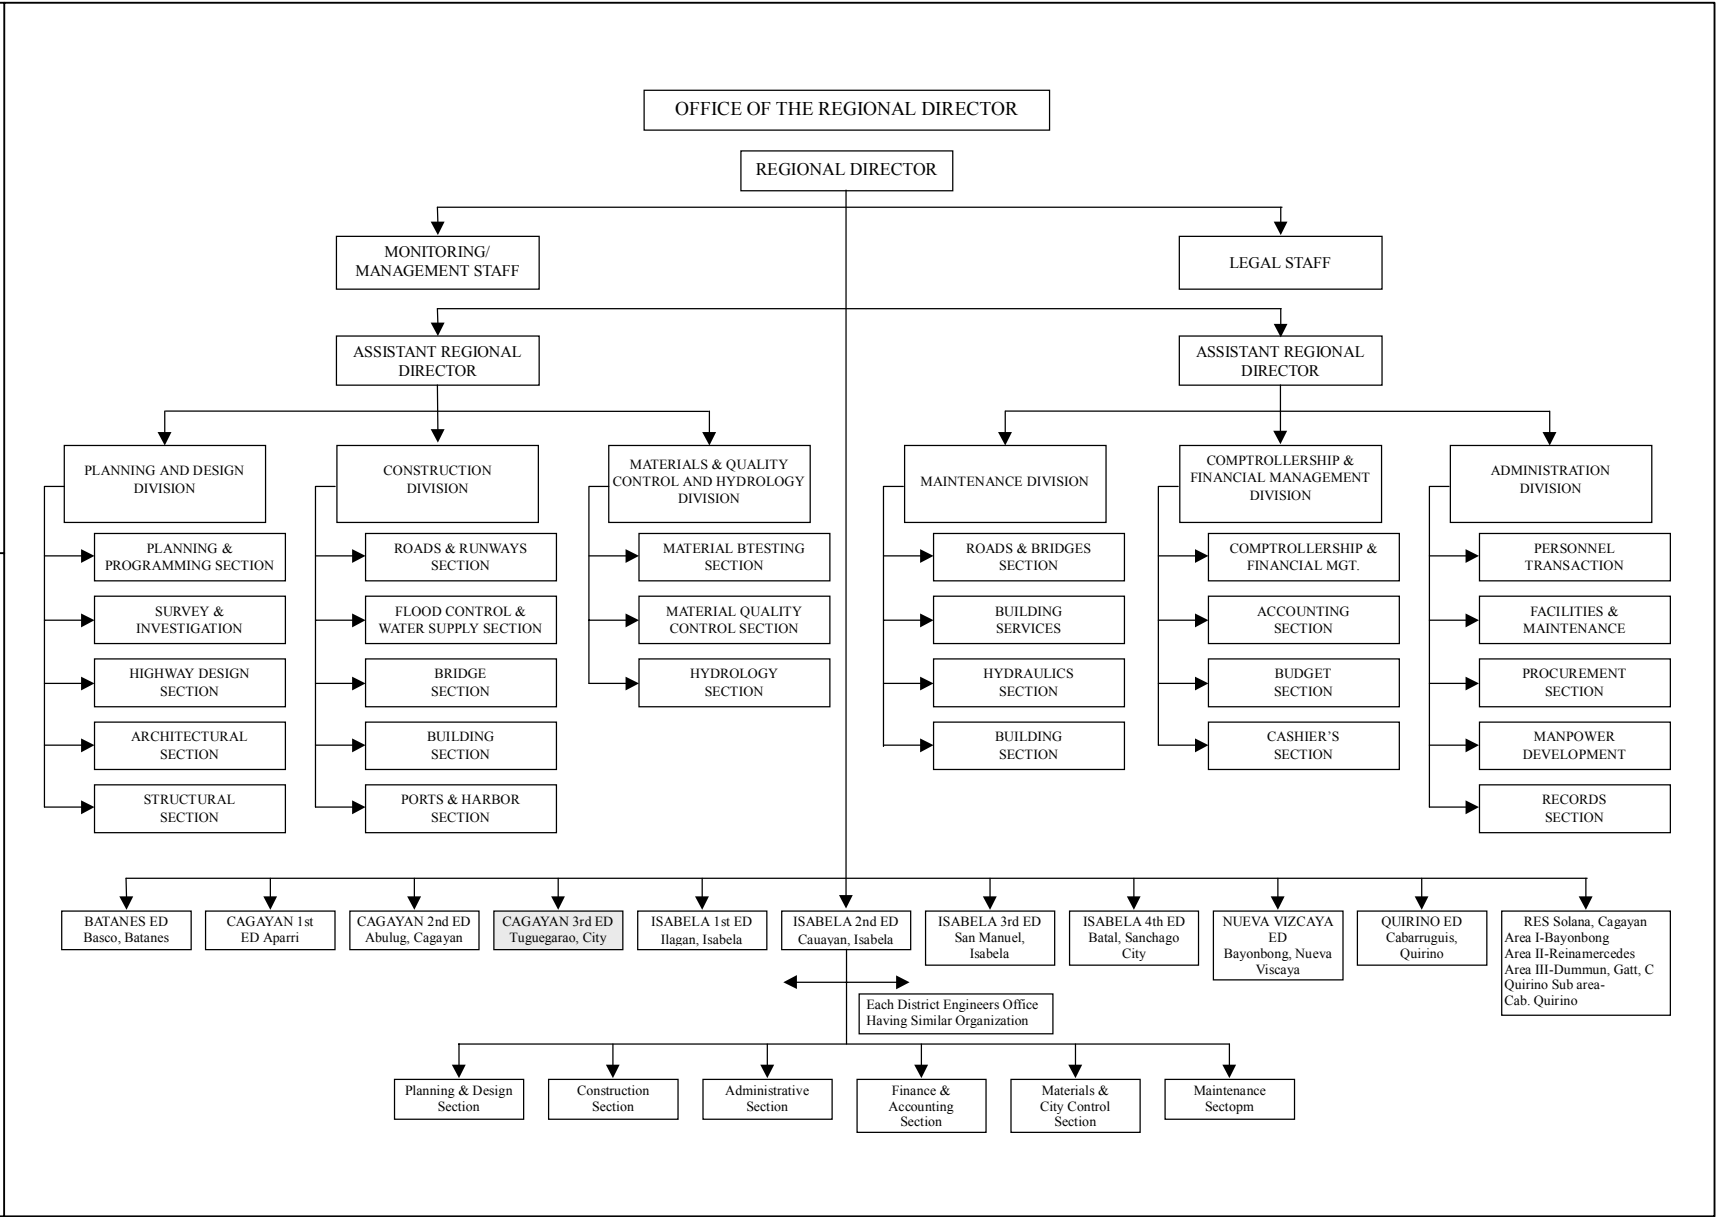 OFFICE OF THE REGIONAL DIRECTOR
REGIONAL DIRECTOR
MONITORING/
MANAGEMENT STAFF
LEGAL STAFF
ASSISTANT REGIONAL
DIRECTOR
ASSISTANT REGIONAL
DIRECTOR
PLANNING AND DESIGN
DIVISION
CONSTRUCTION
DIVISION
MATERIALS & QUALITY
CONTROL AND HYDROLOGY
DIVISION
MAINTENANCE DIVISION
COMPTROLLERSHIP &
FINANCIAL MANAGEMENT
DIVISION
ADMINISTRATION
DIVISION
PLANNING &
PROGRAMMING SECTION
SURVEY &
INVESTIGATION
HIGHWAY DESIGN
SECTION
ARCHITECTURAL
SECTION
STRUCTURAL
SECTION
ROADS & RUNWAYS
SECTION
FLOOD CONTROL &
WATER SUPPLY SECTION
BRIDGE
SECTION
BUILDING
SECTION
PORTS & HARBOR
SECTION
MATERIAL BTESTING
SECTION
MATERIAL QUALITY
CONTROL SECTION
HYDROLOGY
SECTION
ROADS & BRIDGES
SECTION
BUILDING
SERVICES
HYDRAULICS
SECTION
BUILDING
SECTION
COMPTROLLERSHIP &
FINANCIAL MGT.
ACCOUNTING
SECTION
BUDGET
SECTION
CASHIER'S
SECTION
PERSONNEL
TRANSACTION
FACILITIES &
MAINTENANCE
PROCUREMENT
SECTION
MANPOWER
DEVELOPMENT
RECORDS
SECTION
BATANES ED
Basco, Batanes
CAGAYAN 1st
ED Aparri
CAGAYAN 2nd ED
Abulug, Cagayan
CAGAYAN 3rd ED
Tuguegarao, City
ISABELA 1st ED
Ilagan, Isabela
ISABELA 2nd ED
Cauayan, Isabela
ISABELA 3rd ED
San Manuel,
Isabela
ISABELA 4th ED
Batal, Sanchago
City
NUEVA VIZCAYA
ED
Bayonbong, Nueva
Viscaya
QUIRINO ED
Cabarruguis,
Quirino
RES Solana, Cagayan
Area I-Bayonbong
Area II-Reinamercedes
Area III-Dummun, Gatt, C
Quirino Sub area-
Cab. Quirino
Each District Engineers Office
Having Similar Organization
Planning & Design
Section
Construction
Section
Administrative
Section
Finance &
Accounting
Section
Materials &
City Control
Section
Maintenance
Sectopm